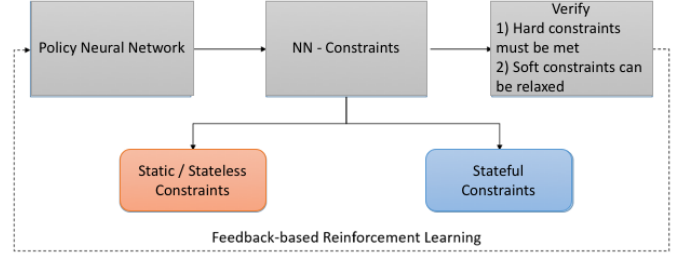 Policy Neural Network
NN - Constraints
Verify
1) Hard constraints
must be met
2) Soft constraints can
be relaxed
Static / Stateless
Constraints
Stateful
Constraints
Feedback-based Reinforcement Learning